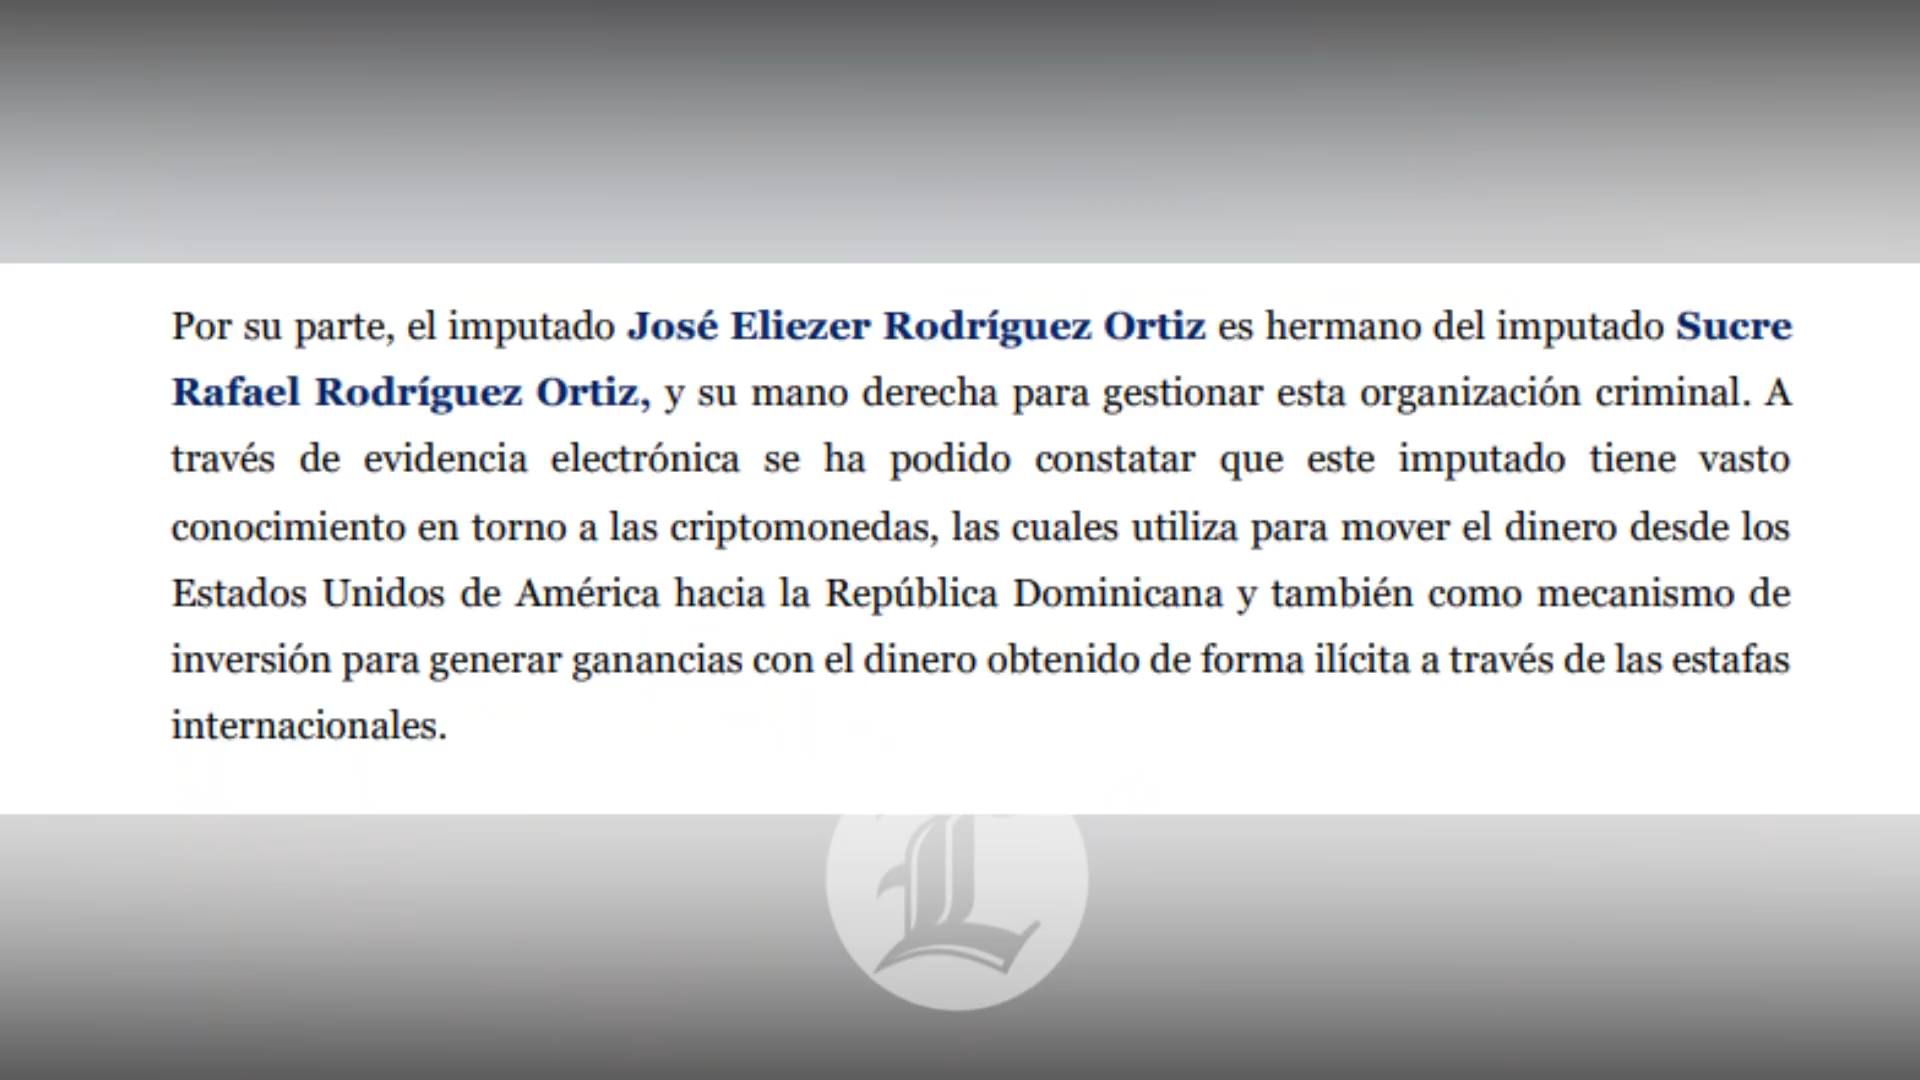 Por su parte, el imputado José Eliezer Rodríguez Ortiz es hermano del imputado Sucre
Rafael Rodríguez Ortiz, y su mano derecha para gestionar esta organización criminal. A
través de evidencia electrónica se ha podido constatar que este imputado tiene vasto
conocimiento en torno a las criptomonedas, las cuales utiliza para mover el dinero desde los
Estados Unidos de América hacia la República Dominicana y también como mecanismo de
inversión para generar ganancias con el dinero obtenido de forma ilícita a través de las estafas
internacionales.
L